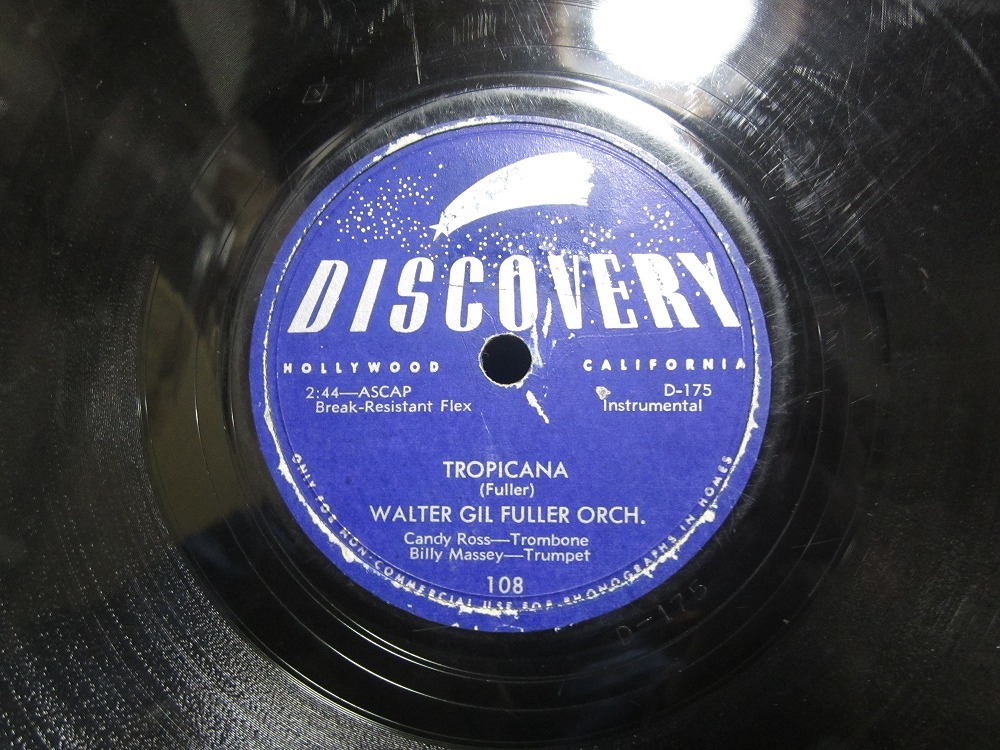 DISCOVERY
HOLLYWOOD CALIFORNIA
2:44—ASCAP D-175
Break-Resistant Flex Instrumental
TROPICANA
(Fuller)
WALTER GIL FULLER ORCH.
Candy Ross—Trombone
Billy Massey—Trumpet
108
ONLY FOR NON-COMMERCIAL USE FOR PHONOGRAPHS IN HOMES
D-175